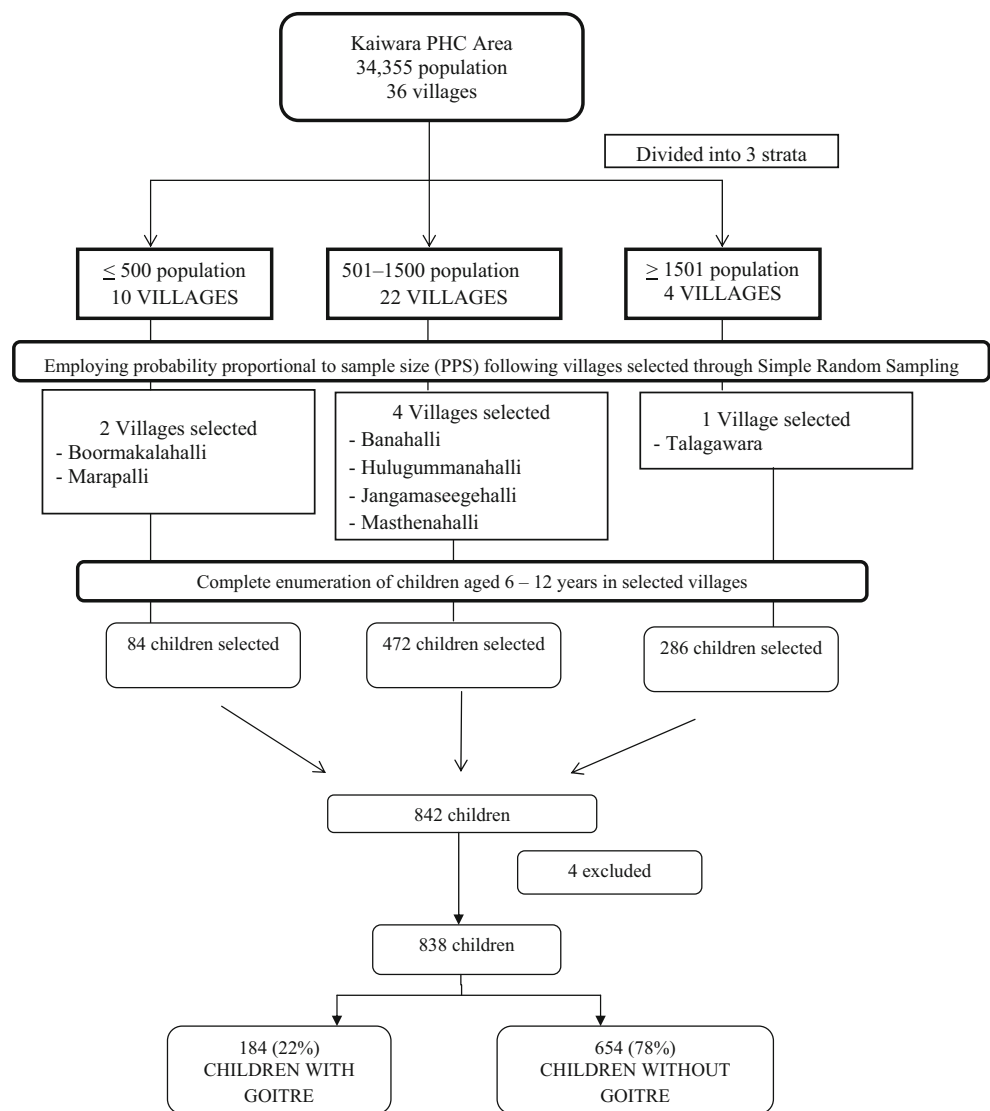 Kaiwara PHC Area
34,355 population
36 villages
Divided into 3 strata
≤ 500 population
10 VILLAGES
501–1500 population
22 VILLAGES
≥ 1501 population
4 VILLAGES
Employing probability proportional to sample size (PPS) following villages selected through Simple Random Sampling
2 Villages selected
- Boormakalahalli
- Marapalli
4 Villages selected
- Banahalli
- Hulugummanahalli
- Jangamaseegehalli
- Masthenahalli
1 Village selected
- Talagawara
Complete enumeration of children aged 6 – 12 years in selected villages
84 children selected
472 children selected
286 children selected
842 children
4 excluded
838 children
184 (22%)
CHILDREN WITH
GOITRE
654 (78%)
CHILDREN WITHOUT
GOITRE